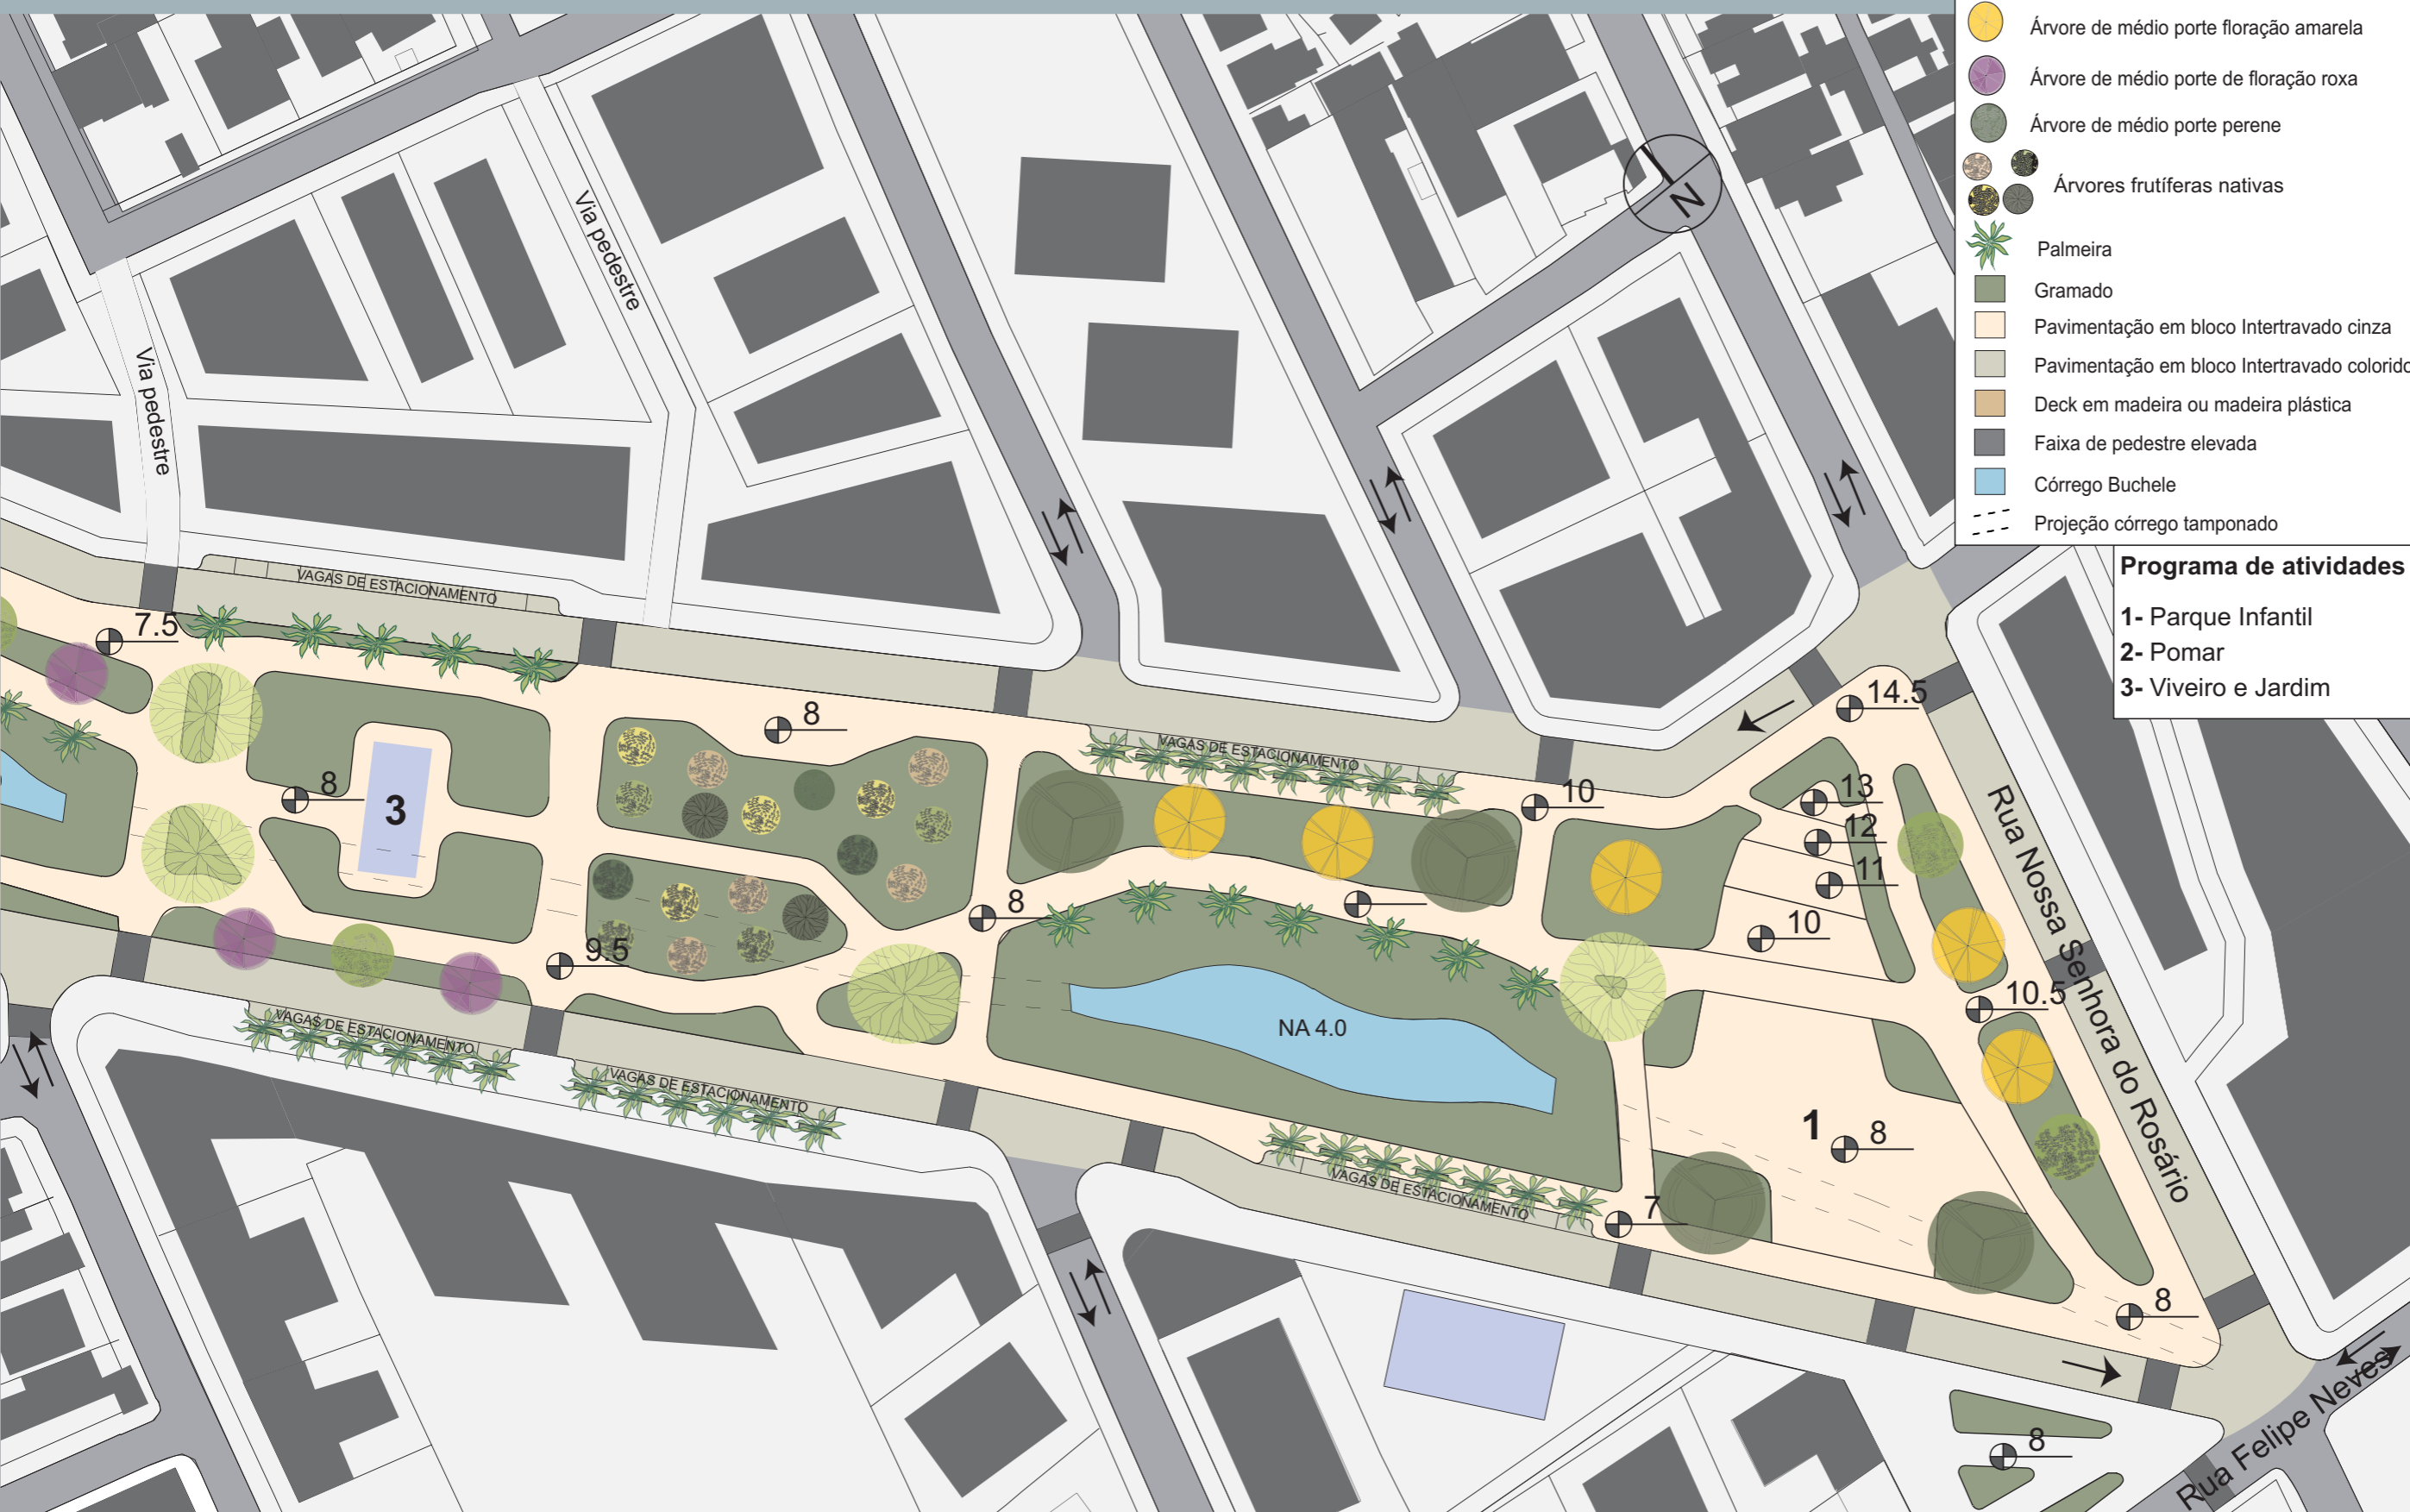 Árvore de médio porte floração amarela
Árvore de médio porte de floração roxa
Árvore de médio porte perene
Árvores frutíferas nativas
Palmeira
Gramado
Pavimentação em bloco Intertravado cinza
Pavimentação em bloco Intertravado colorido
Deck em madeira ou madeira plástica
Faixa de pedestre elevada
Córrego Buchele
Projeção córrego tamponado
Programa de atividades
1- Parque Infantil
2- Pomar
3- Viveiro e Jardim
N
Via pedestre
Via pedestre
VAGAS DE ESTACIONAMENTO
7.5
8
14.5
VAGAS DE ESTACIONAMENTO
8
3
10
13
12
11
Rua Nossa Senhora do Rosário
8
10
9.5
10.5
NA 4.0
VAGAS DE ESTACIONAMENTO
VAGAS DE ESTACIONAMENTO
1
8
VAGAS DE ESTACIONAMENTO
7
8
Rua Felipe Neves
8